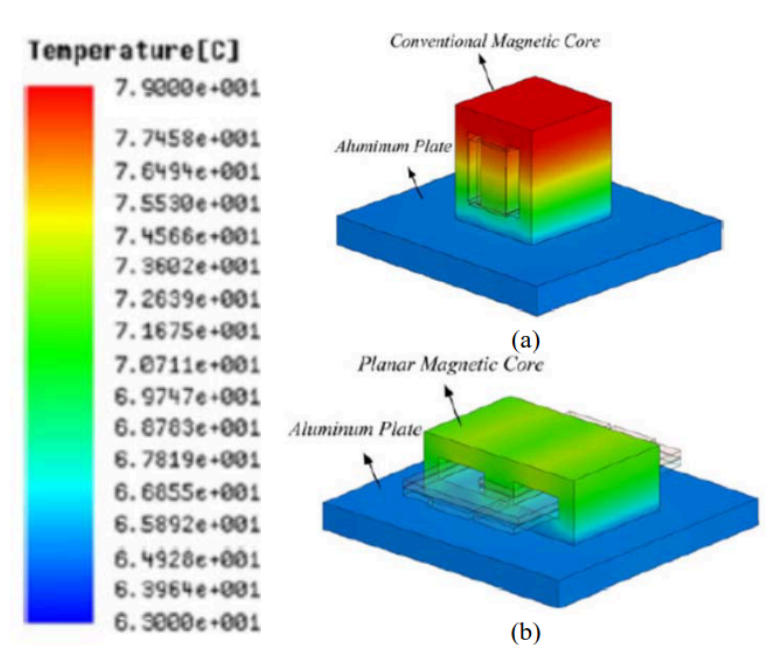 Temperature[C]
7.9000e+001
7.7458e+001
7.6494e+001
7.5530e+001
7.4566e+001
7.3602e+001
7.2639e+001
7.1675e+001
7.0711e+001
6.9747e+001
6.8783e+001
6.7819e+001
6.6855e+001
6.5892e+001
6.4928e+001
6.3964e+001
6.3000e+001
Conventional Magnetic Core
Aluminum Plate
(a)
Planar Magnetic Core
Aluminum Plate
(b)